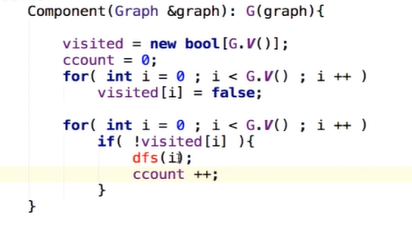 Component(Graph &graph): G(graph){
visited = new bool[G.V()];
ccount = 0;
for( int i = 0 ; i < G.V() ; i ++ )
visited[i] = false;
for( int i = 0 ; i < G.V() ; i ++ )
if( !visited[i] ){
dfs(i);
ccount ++;
}
}